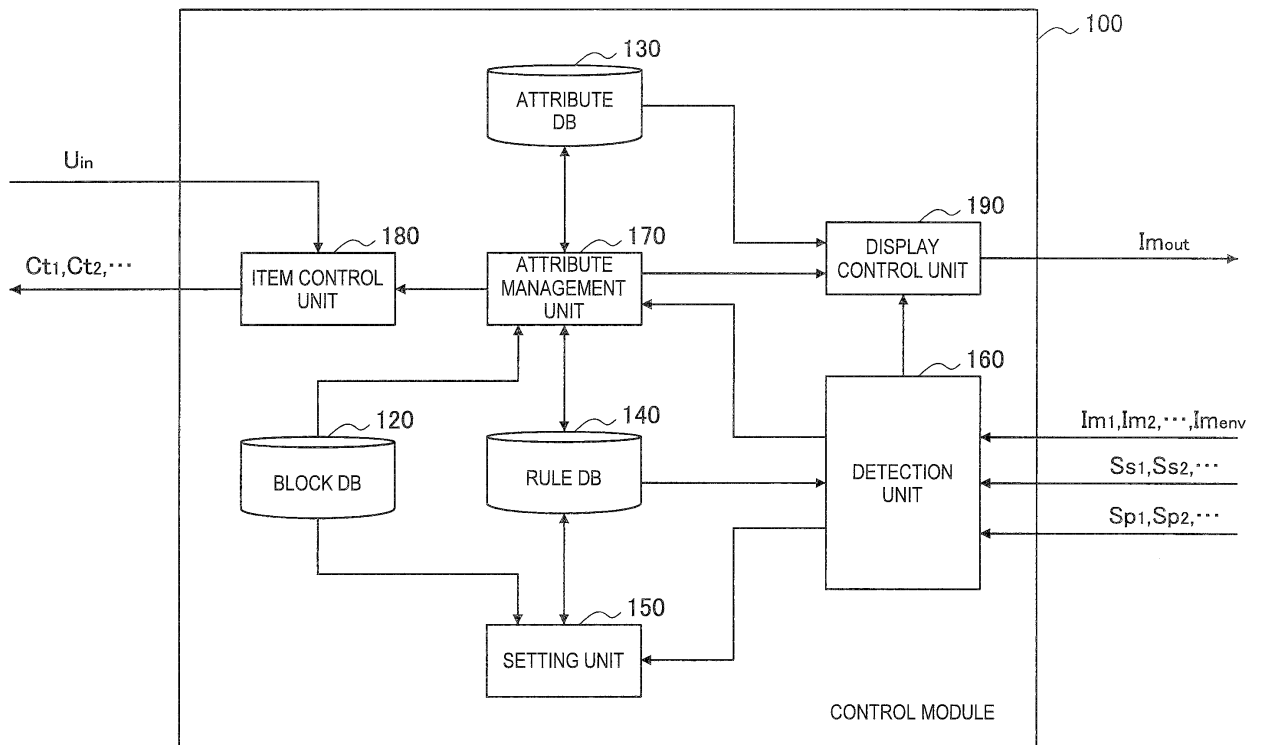 100
130
ATTRIBUTE
DB
Uin
190
180
170
DISPLAY
CONTROL UNIT
Imout
Ct1,Ct2,···
ITEM CONTROL
UNIT
ATTRIBUTE
MANAGEMENT
UNIT
160
120
140
Im1,Im2,···,Imenv
BLOCK DB
RULE DB
DETECTION
UNIT
Ss1,Ss2,···
Sp1,Sp2,···
150
SETTING UNIT
CONTROL MODULE